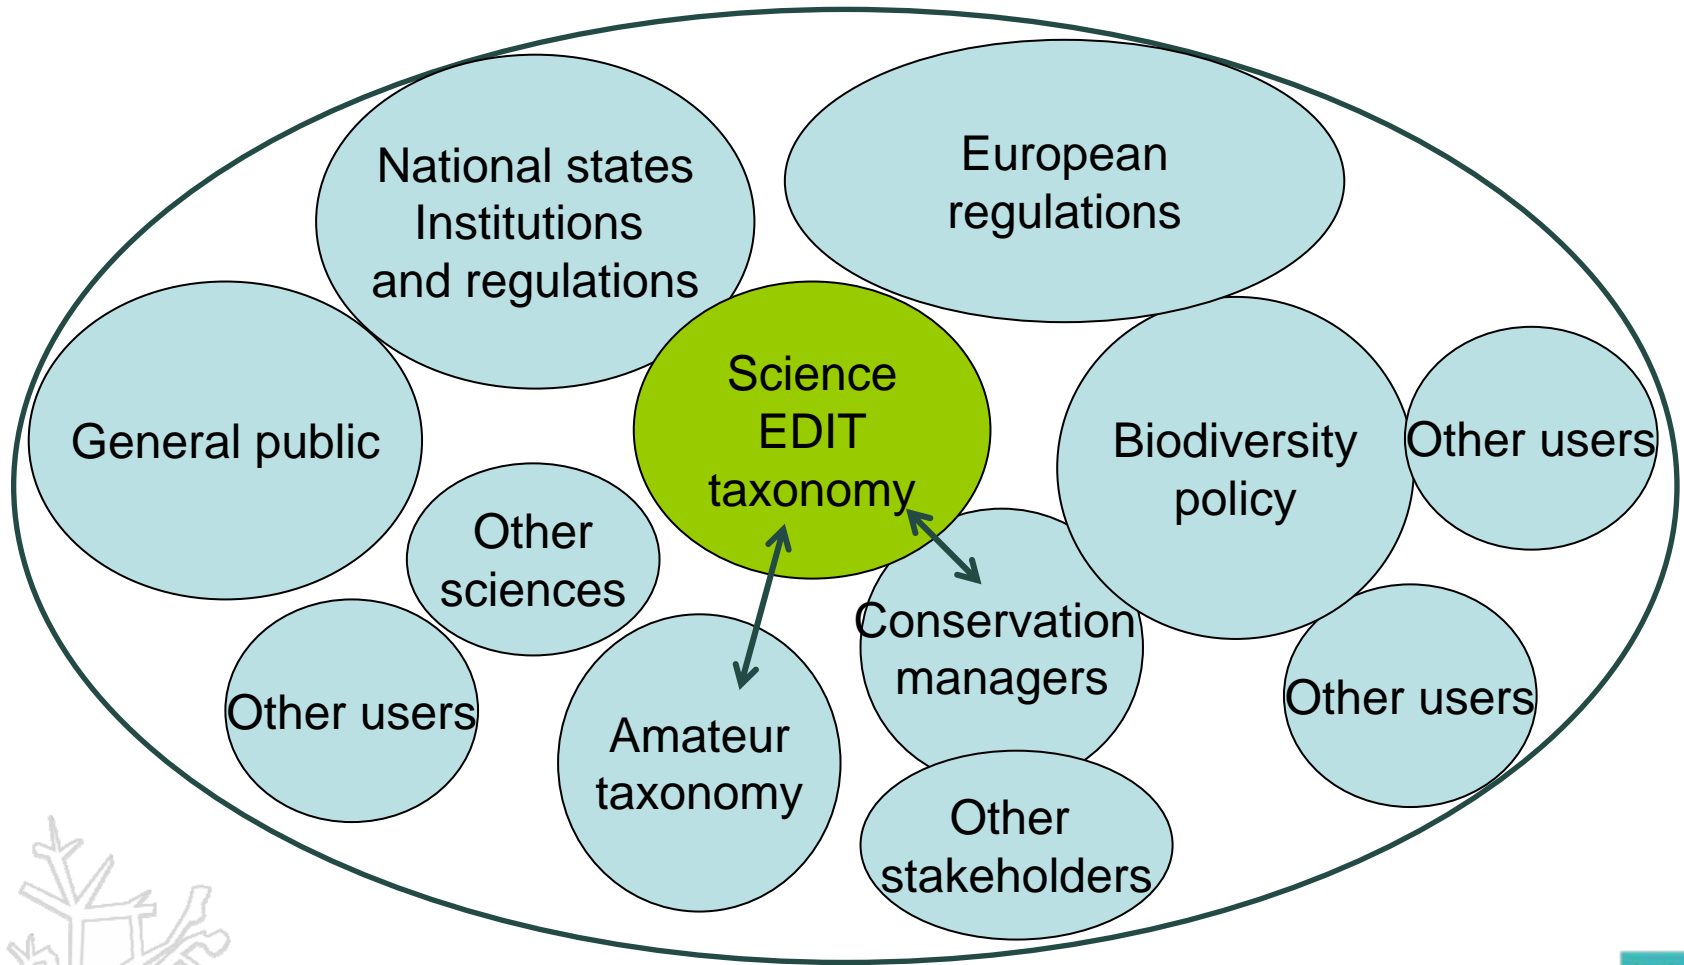 National states
Institutions
and regulations
European
regulations
General public
Science
EDIT
taxonomy
Biodiversity
policy
Other users
Other
sciences
Conservation
managers
Other users
Other users
Amateur
taxonomy
Other
stakeholders